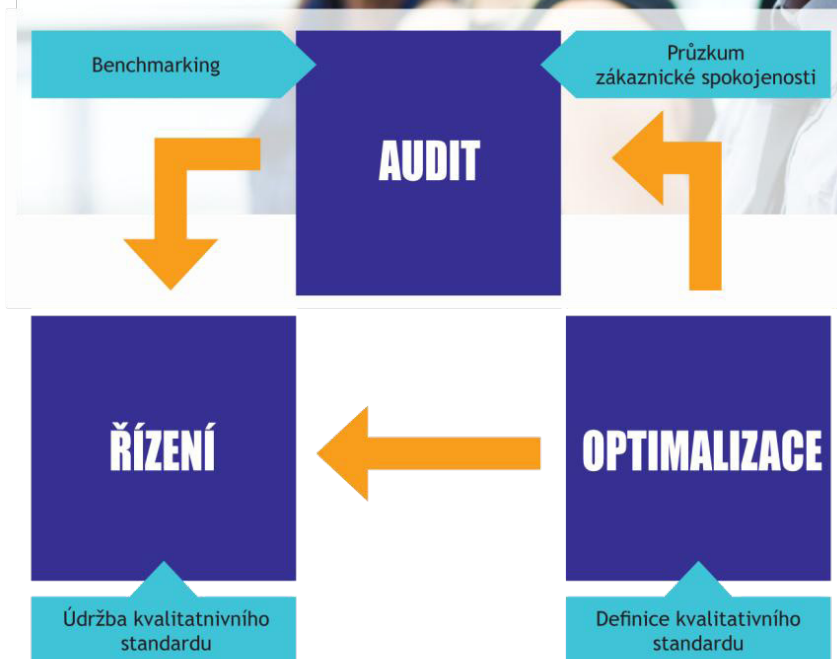 Benchmarking
Průzkum
zákaznické spokojenosti
AUDIT
ŘÍZENÍ
OPTIMALIZACE
Údržba kvalitatnivního
standardu
Definice kvalitativního
standardu